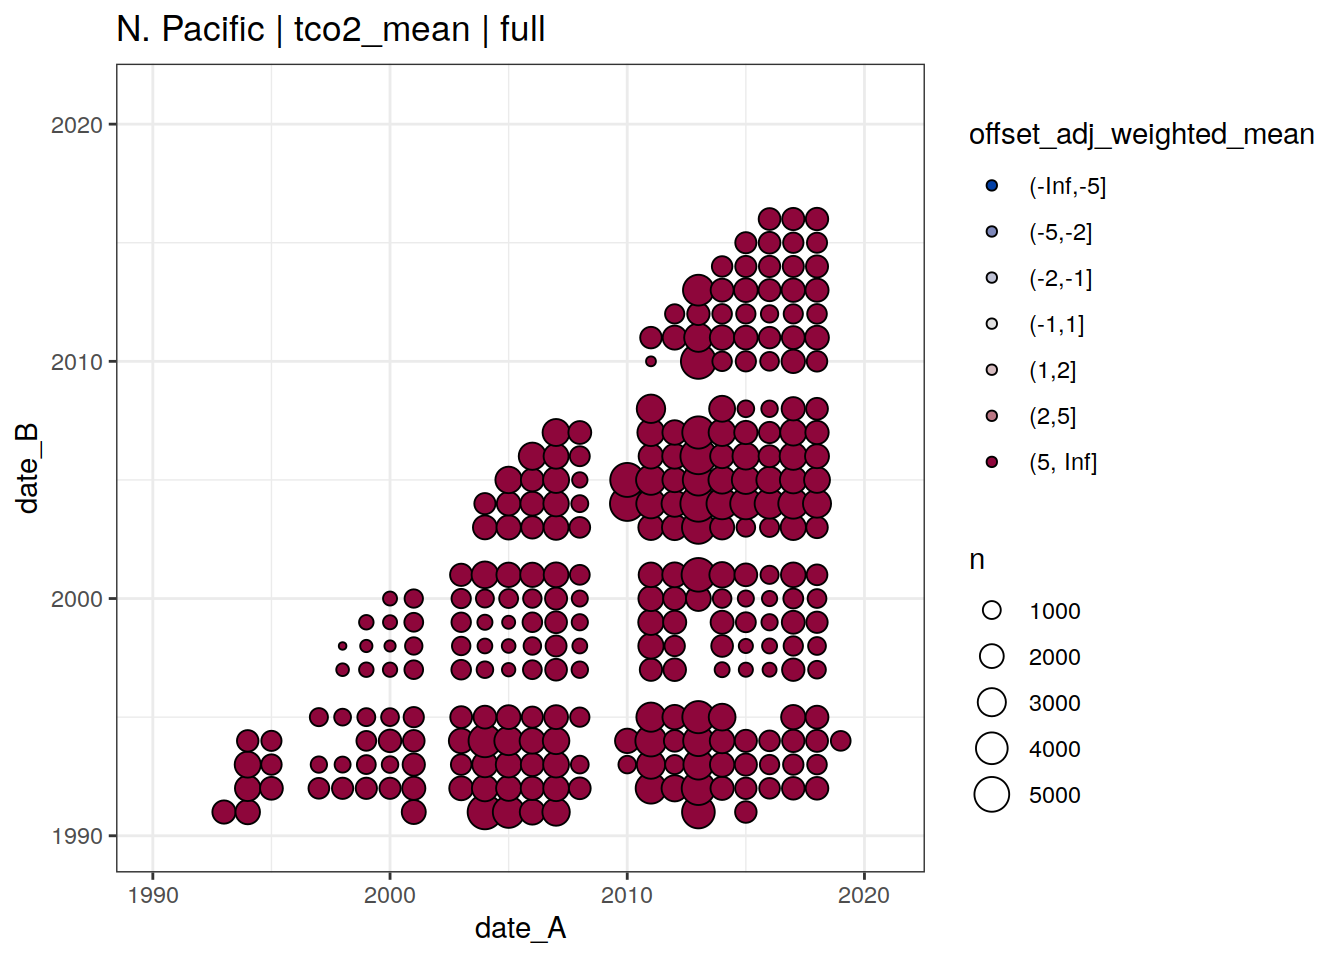 N. Pacific | tco2_mean | full
2020
2010
2000
1990
date_B
1990
2000
2010
2020
date_A
offset_adj_weighted_mean
(-Inf,-5]
(-5,-2]
(-2,-1]
(-1,1]
(1,2]
(2,5]
(5, Inf]
n
1000
2000
3000
4000
5000